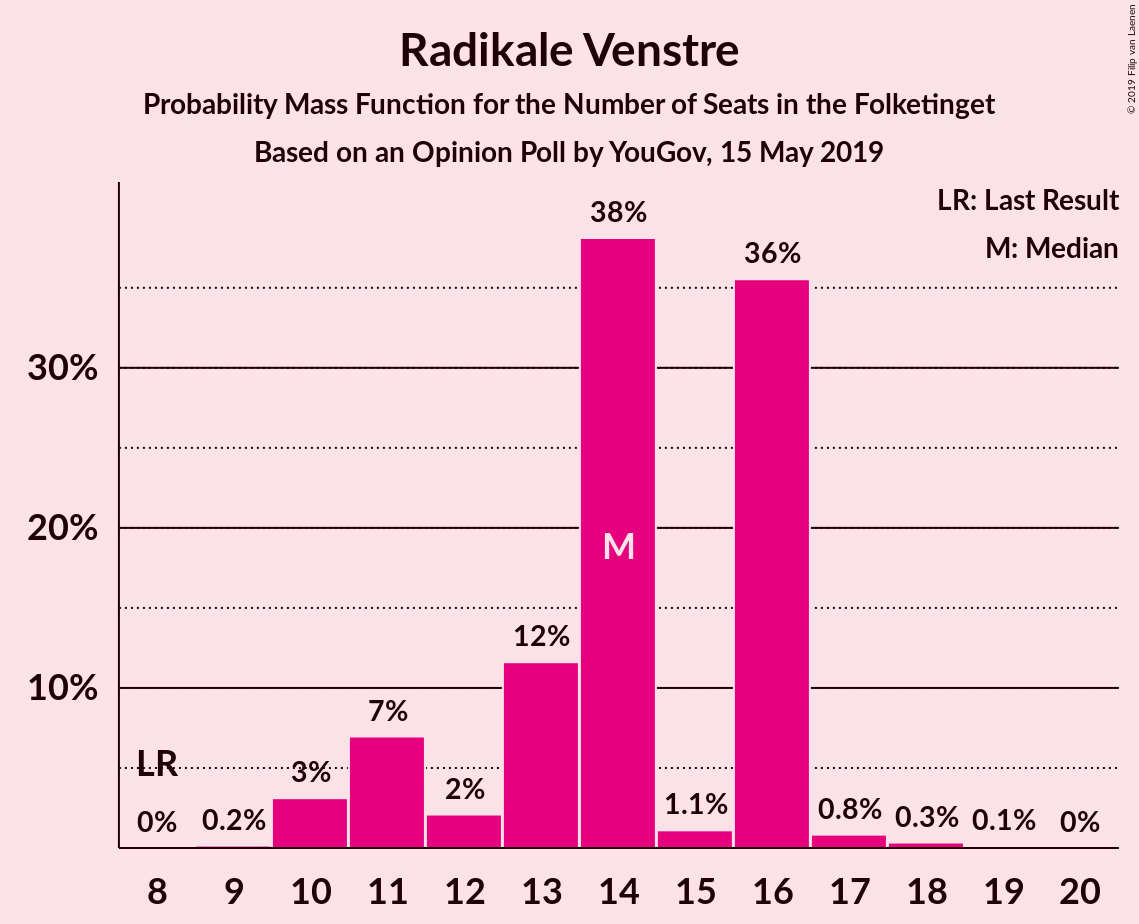 Radikale Venstre
Probability Mass Function for the Number of Seats in the Folketinget
Based on an Opinion Poll by YouGov, 15 May 2019
© 2019 Filip van Laenen
LR: Last Result
M: Median
30%
20%
10%
LR
0%
0.2%
3%
7%
2%
12%
38%
M
1.1%
36%
0.8%
0.3%
0.1%
0%
8 9 10 11 12 13 14 15 16 17 18 19 20